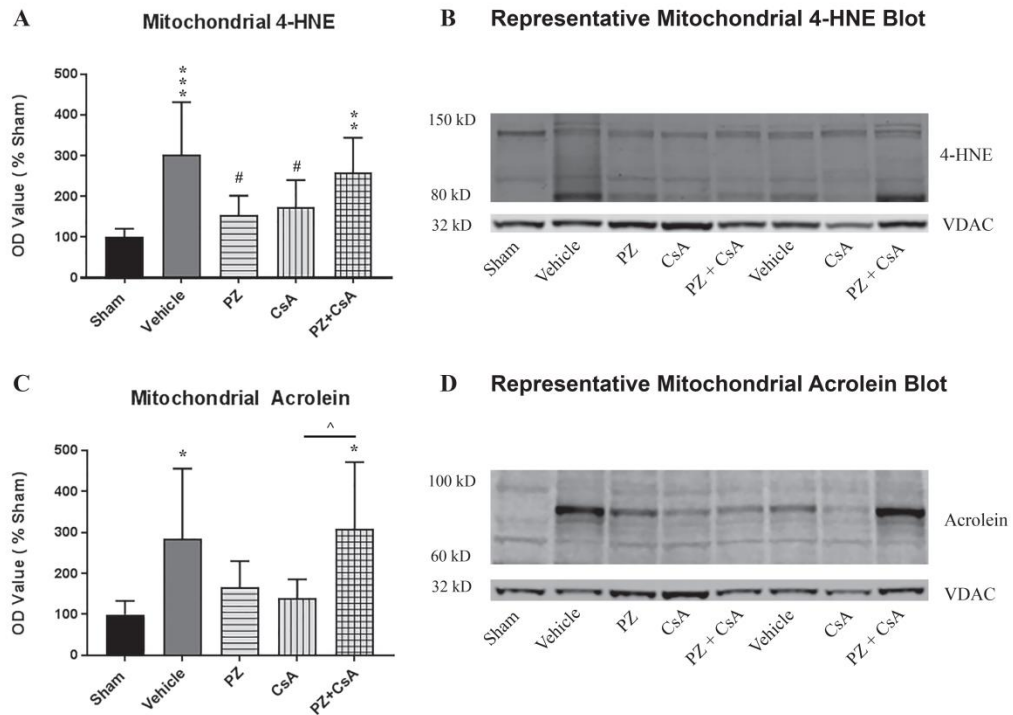 A
Mitochondrial 4-HNE
OD Value ( % Sham)
500
400
300
200
100
0
***
#
#
**
Sham
Vehicle
PZ
CsA
PZ+CsA
B Representative Mitochondrial 4-HNE Blot
150 kD
80 kD
32 kD
4-HNE
VDAC
Sham
Vehicle
PZ
CsA
PZ + CsA
Vehicle
CsA
PZ + CsA
C
Mitochondrial Acrolein
OD Value ( % Sham)
500
400
300
200
100
0
*
^
*
Sham
Vehicle
PZ
CsA
PZ+CsA
D Representative Mitochondrial Acrolein Blot
100 kD
60 kD
32 kD
Acrolein
VDAC
Sham
Vehicle
PZ
CsA
PZ + CsA
Vehicle
CsA
PZ + CsA